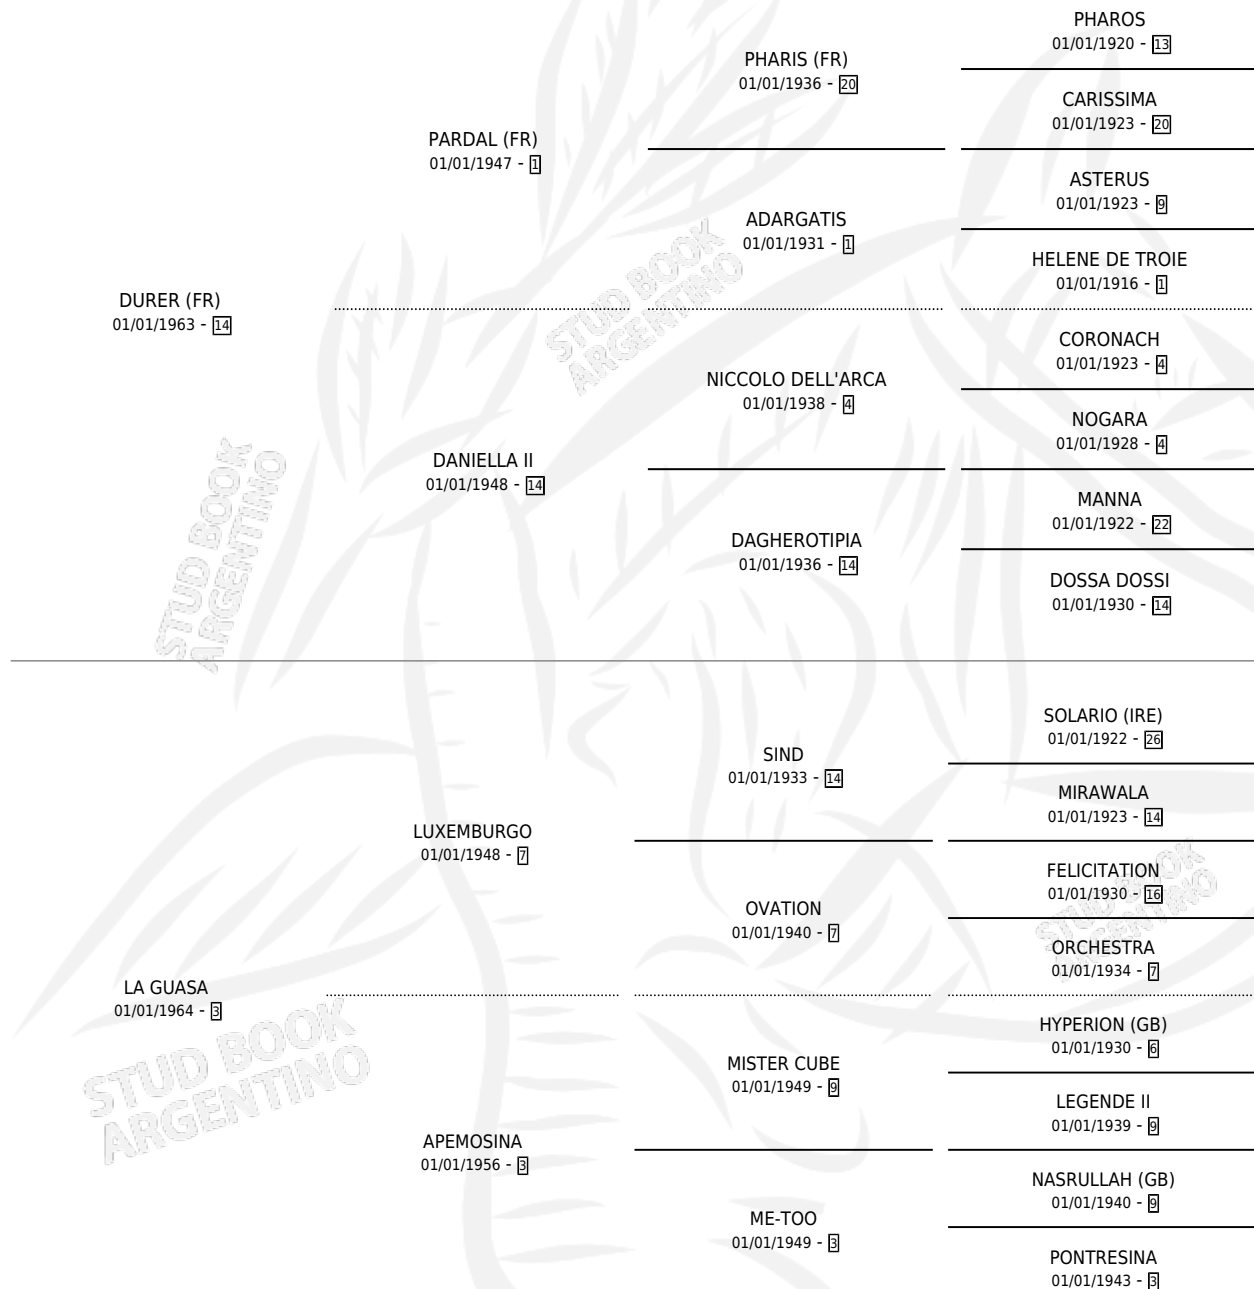 PHAROS
01/01/1920 - 13
PHARIS (FR)
01/01/1936 - 20
CARISSIMA
01/01/1923 - 20
PARDAL (FR)
01/01/1947 - 1
ASTERUS
01/01/1923 - 9
ADARGATIS
01/01/1931 - 1
HELENE DE TROIE
01/01/1916 - 1
DURER (FR)
01/01/1963 - 14
CORONACH
01/01/1923 - 4
NICCOLO DELL'ARCA
01/01/1938 - 4
NOGARA
01/01/1928 - 4
DANIELLA II
01/01/1948 - 14
MANNA
01/01/1922 - 22
DAGHEROTIPIA
01/01/1936 - 14
DOSSA DOSSI
01/01/1930 - 14
SOLARIO (IRE)
01/01/1922 - 26
SIND
01/01/1933 - 14
MIRAWALA
01/01/1923 - 14
LUXEMBURGO
01/01/1948 - 7
FELICITATION
01/01/1930 - 16
OVATION
01/01/1940 - 7
ORCHESTRA
01/01/1934 - 7
LA GUASA
01/01/1964 - 3
HYPERION (GB)
01/01/1930 - 6
MISTER CUBE
01/01/1949 - 9
LEGENDE II
01/01/1939 - 9
APEMOSINA
01/01/1956 - 3
NASRULLAH (GB)
01/01/1940 - 9
ME-TOO
01/01/1949 - 3
PONTRESINA
01/01/1943 - 3
STUD BOOK
ARGENTINO
STUD BOOK
ARGENTINO
STUD BOOK
ARGENTINO
STUD BOOK
ARGENTINO